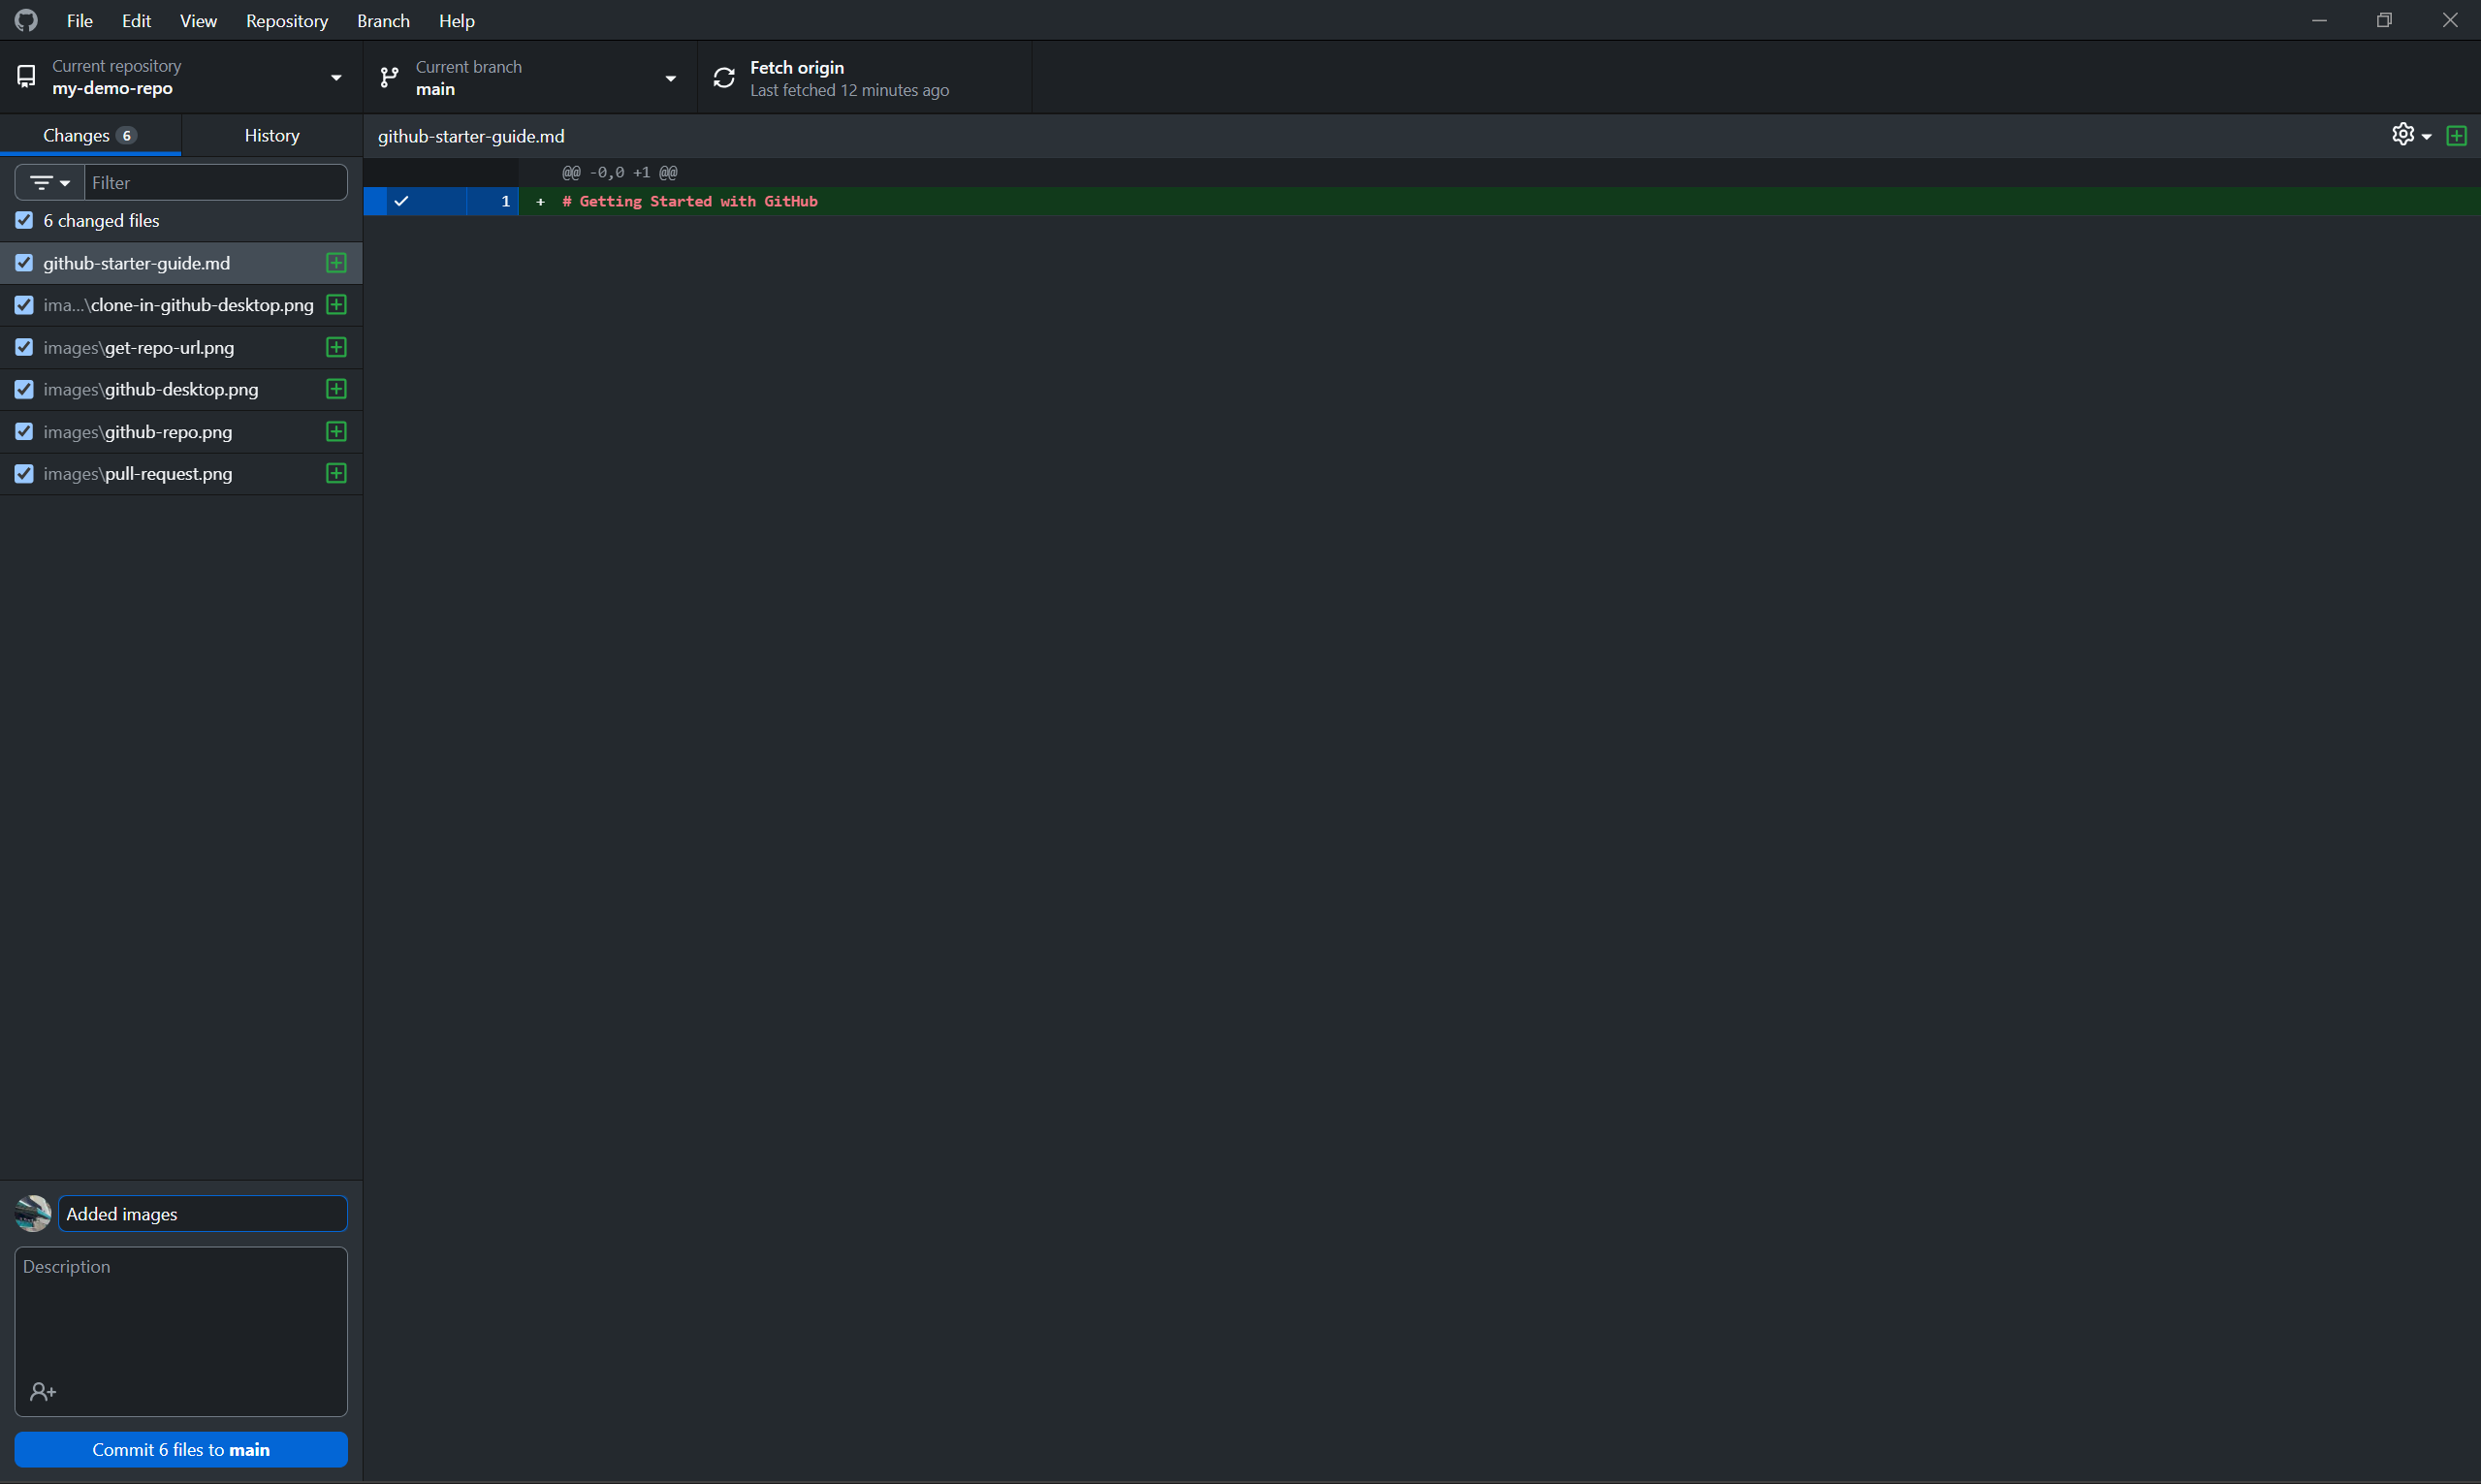 File Edit View Repository Branch Help
Current repository
my-demo-repo
Current branch
main
Fetch origin
Last fetched 12 minutes ago
Changes 6
History
github-starter-guide.md
Filter
@@ -0,0 +1 @@
1 + # Getting Started with GitHub
6 changed files
github-starter-guide.md
ima...\clone-in-github-desktop.png
images\get-repo-url.png
images\github-desktop.png
images\github-repo.png
images\pull-request.png
Added images
Description
Commit 6 files to main